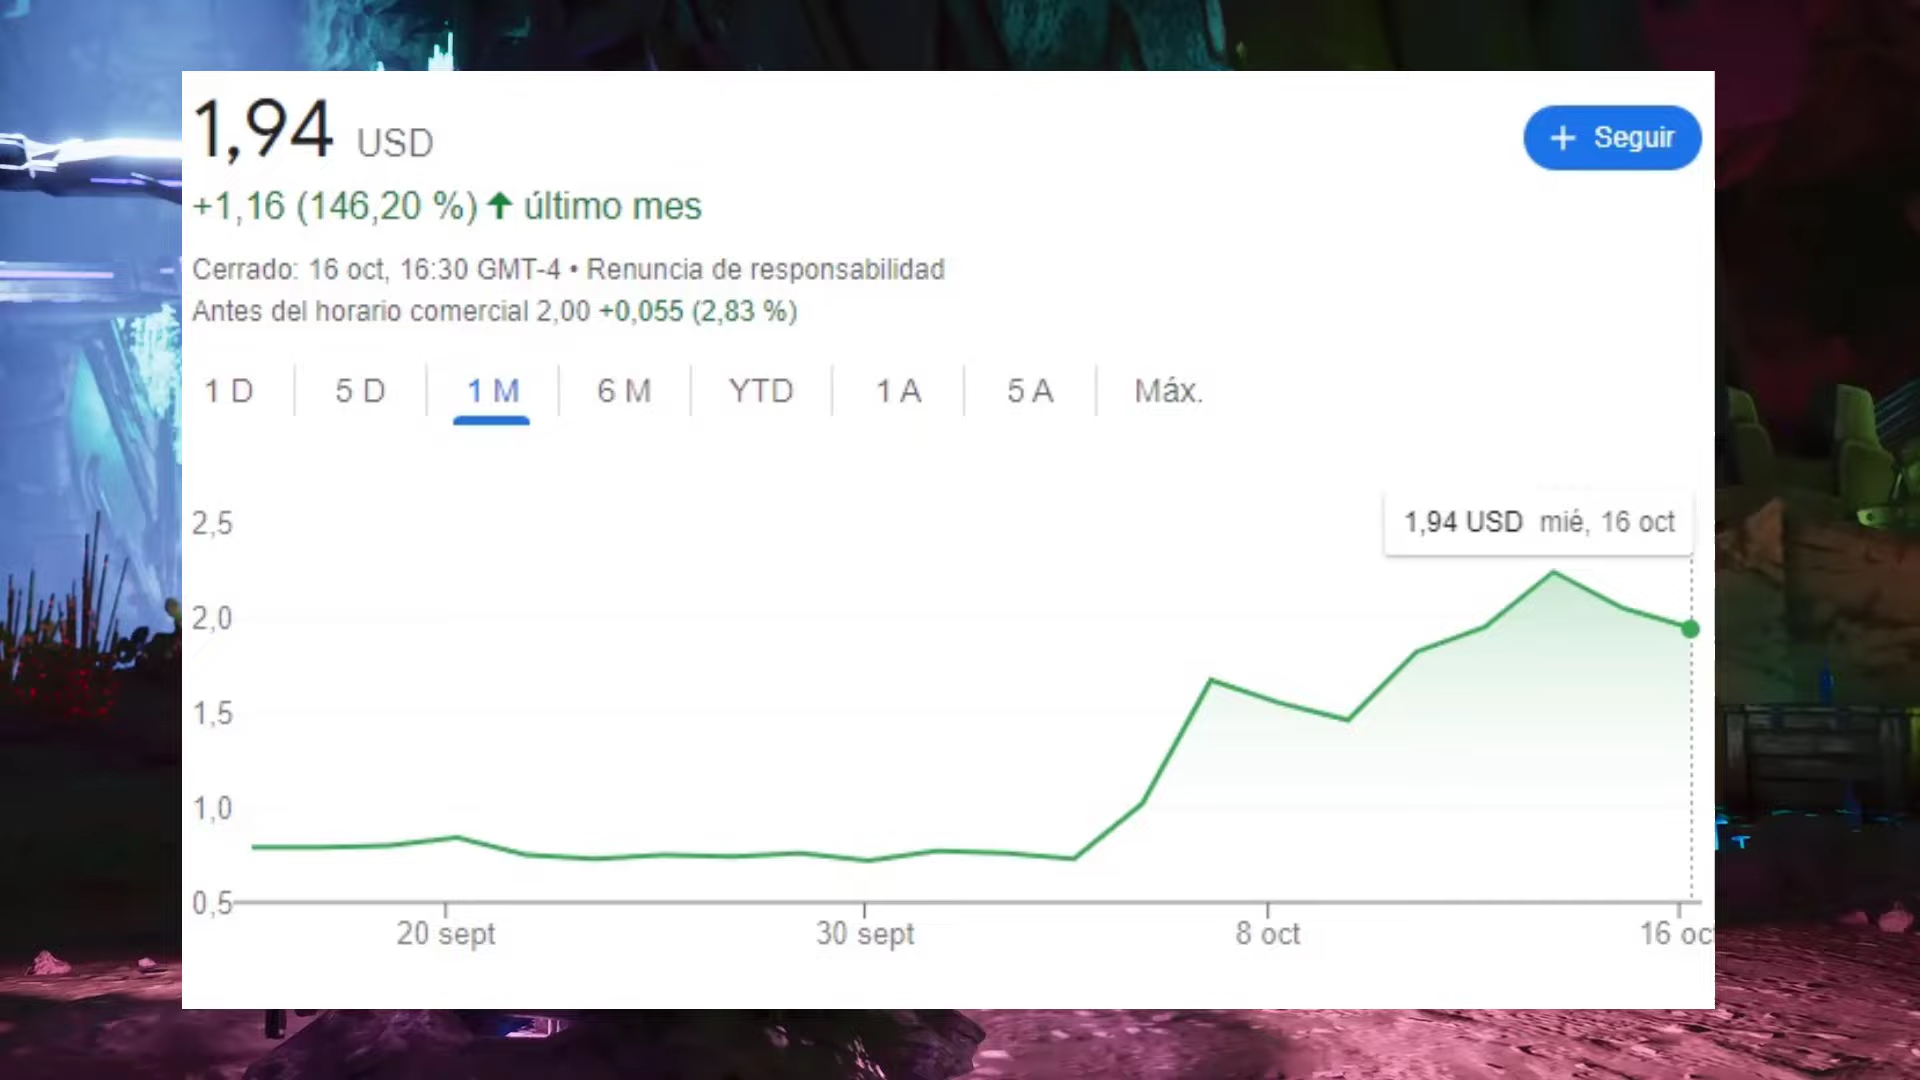 1,94 USD
+ Seguir
+1,16 (146,20 %) ↑ último mes
Cerrado: 16 oct, 16:30 GMT-4 • Renuncia de responsabilidad
Antes del horario comercial 2,00 +0,055 (2,83 %)
1 D 5 D 1 M 6 M YTD 1 A 5 A Máx.
1,94 USD mié, 16 oct
2,5
2,0
1,5
1,0
0,5
20 sept 30 sept 8 oct 16 oc